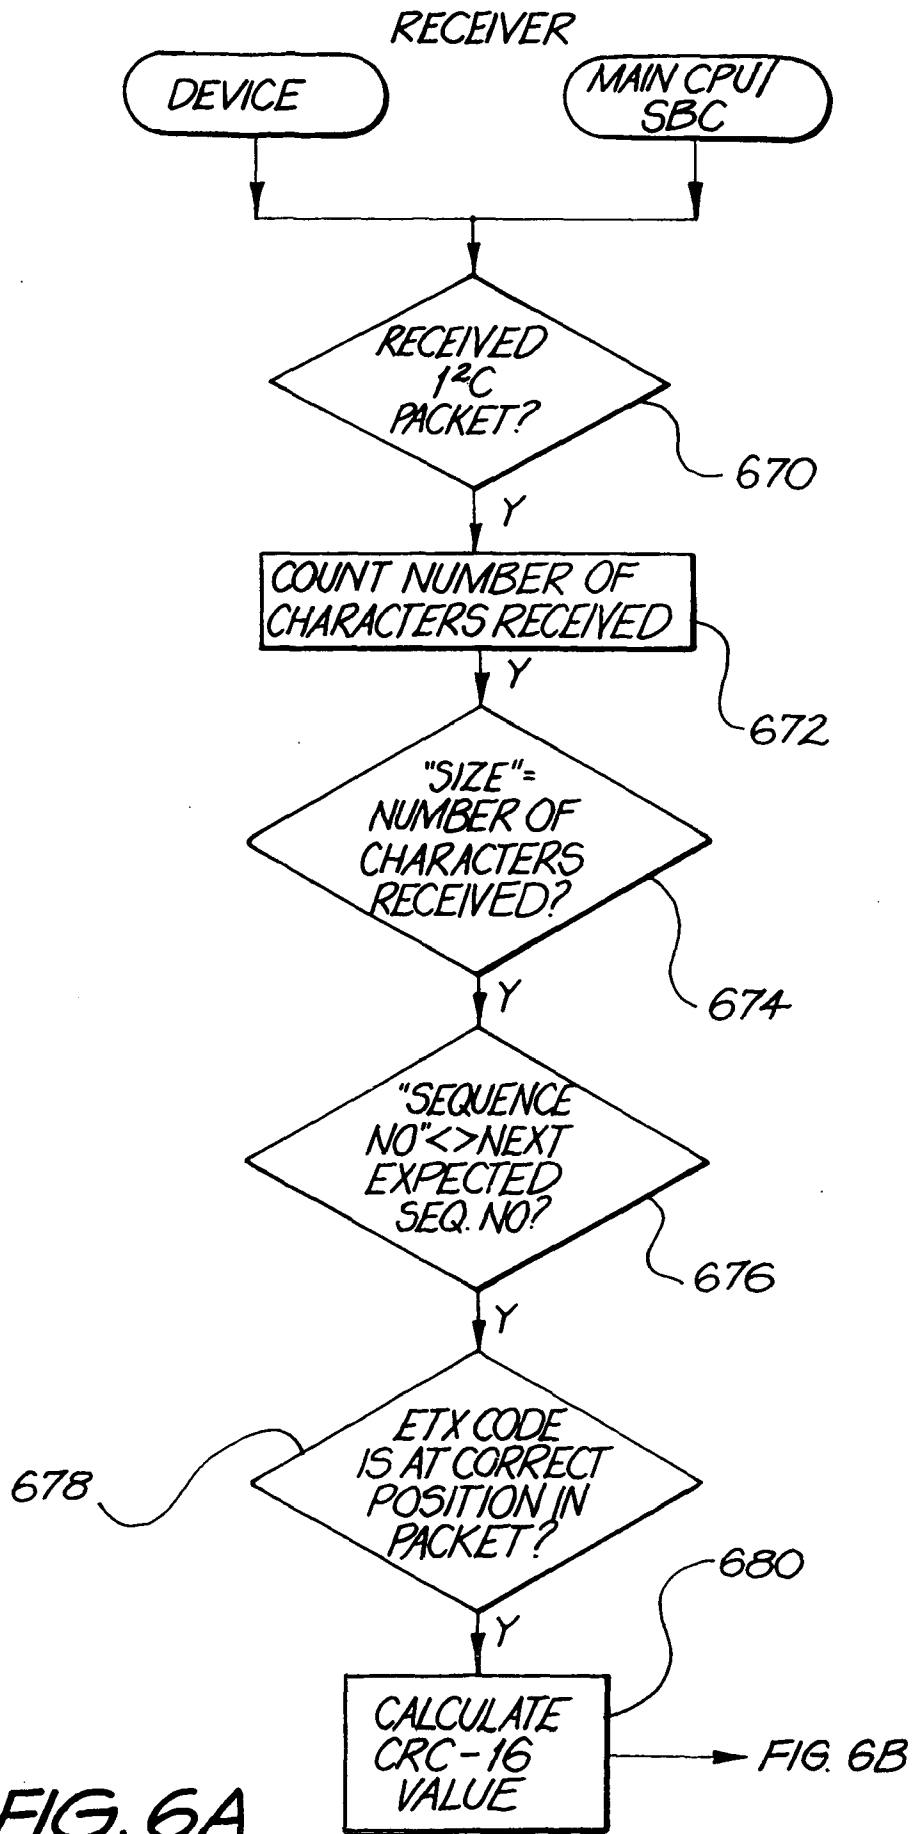 RECEIVER
DEVICE
MAIN CPU/
SBC
RECEIVED
I²C
PACKET?
670
Y
COUNT NUMBER OF
CHARACTERS RECEIVED
672
Y
"SIZE"=
NUMBER OF
CHARACTERS
RECEIVED?
674
Y
"SEQUENCE
NO"<>NEXT
EXPECTED
SEQ. NO?
676
Y
ETX CODE
IS AT CORRECT
POSITION IN
PACKET?
678
Y
680
CALCULATE
CRC-16
VALUE
FIG. 6B
FIG. 6A